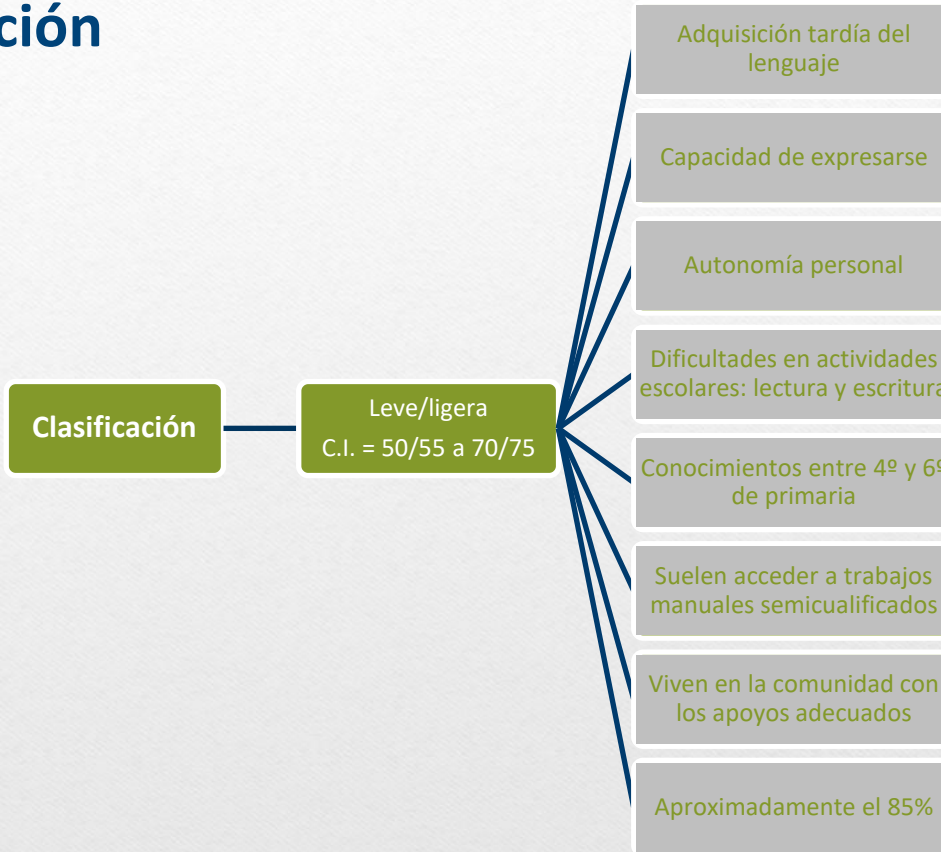 ción
Adquisición tardía del
lenguaje
Capacidad de expresarse
Autonomía personal
Dificultades en actividades
escolares: lectura y escritura
Clasificación
Leve/ligera
C.I. = 50/55 a 70/75
Conocimientos entre 4º y 6º
de primaria
Suelen acceder a trabajos
manuales semicualificados
Viven en la comunidad con
los apoyos adecuados
Aproximadamente el 85%